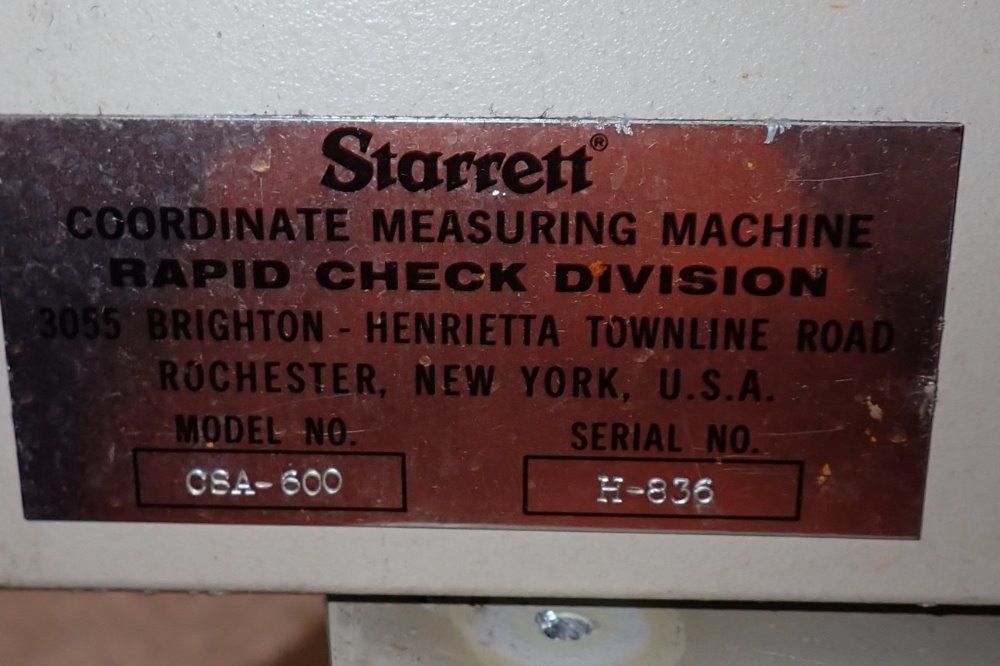 Starrett®
COORDINATE MEASURING MACHINE
RAPID CHECK DIVISION
3055 BRIGHTON - HENRIETTA TOWNLINE ROAD
ROCHESTER, NEW YORK, U.S.A.
MODEL NO. SERIAL NO.
CSA-600 H-836